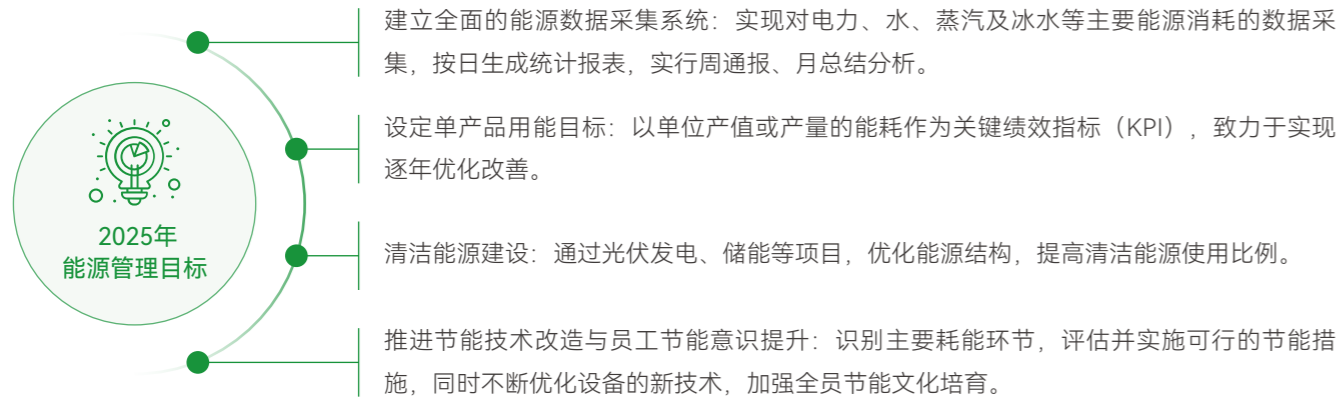 建立全面的能源数据采集系统：实现对电力、水、蒸汽及冰水等主要能源消耗的数据采
集，按日生成统计报表，实行周通报、月总结分析。
设定单产品用能目标：以单位产值或产量的能耗作为关键绩效指标（KPI），致力于实现
逐年优化改善。
2025年
能源管理目标
清洁能源建设：通过光伏发电、储能等项目，优化能源结构，提高清洁能源使用比例。
推进节能技术改造与员工节能意识提升：识别主要耗能环节，评估并实施可行的节能措
施，同时不断优化设备的新技术，加强全员节能文化培育。